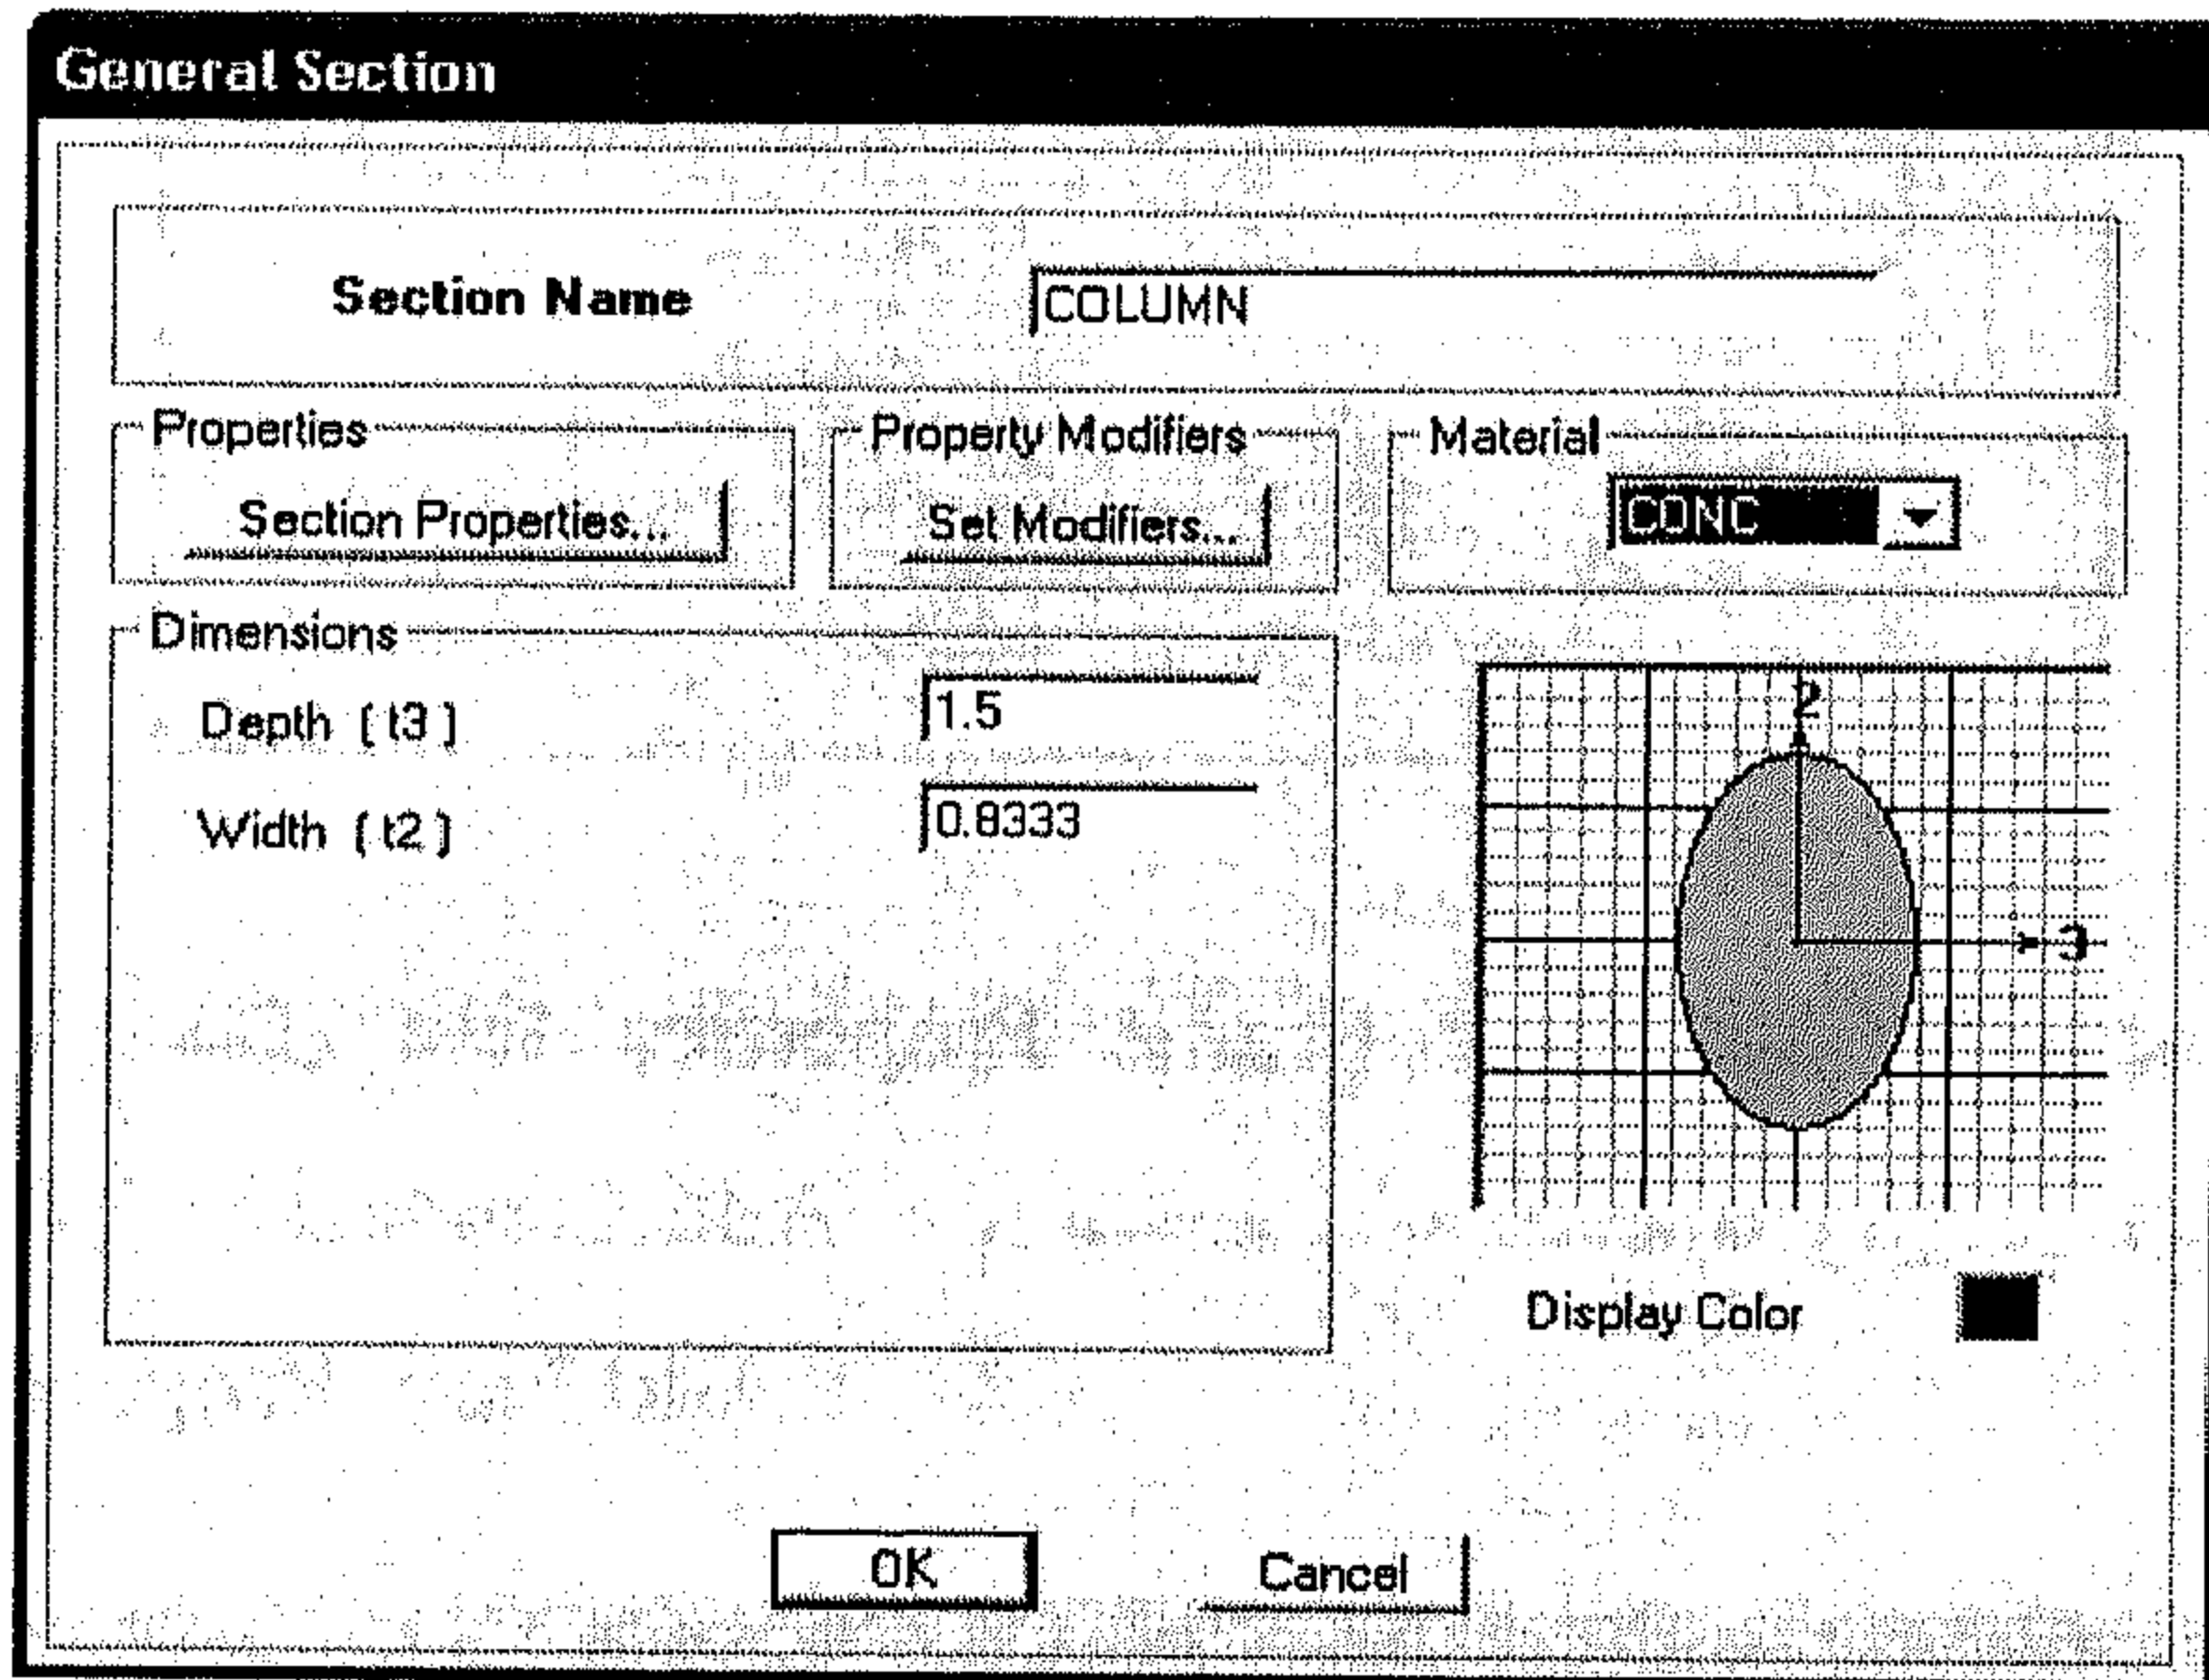 General Section
Section Name COLUMN
Properties Property Modifiers Material
Section Properties... Set Modifiers... CONC
Dimensions
Depth ( t3 ) 1.5
Width ( t2 ) 0.8333
2
3
Display Color
OK Cancel